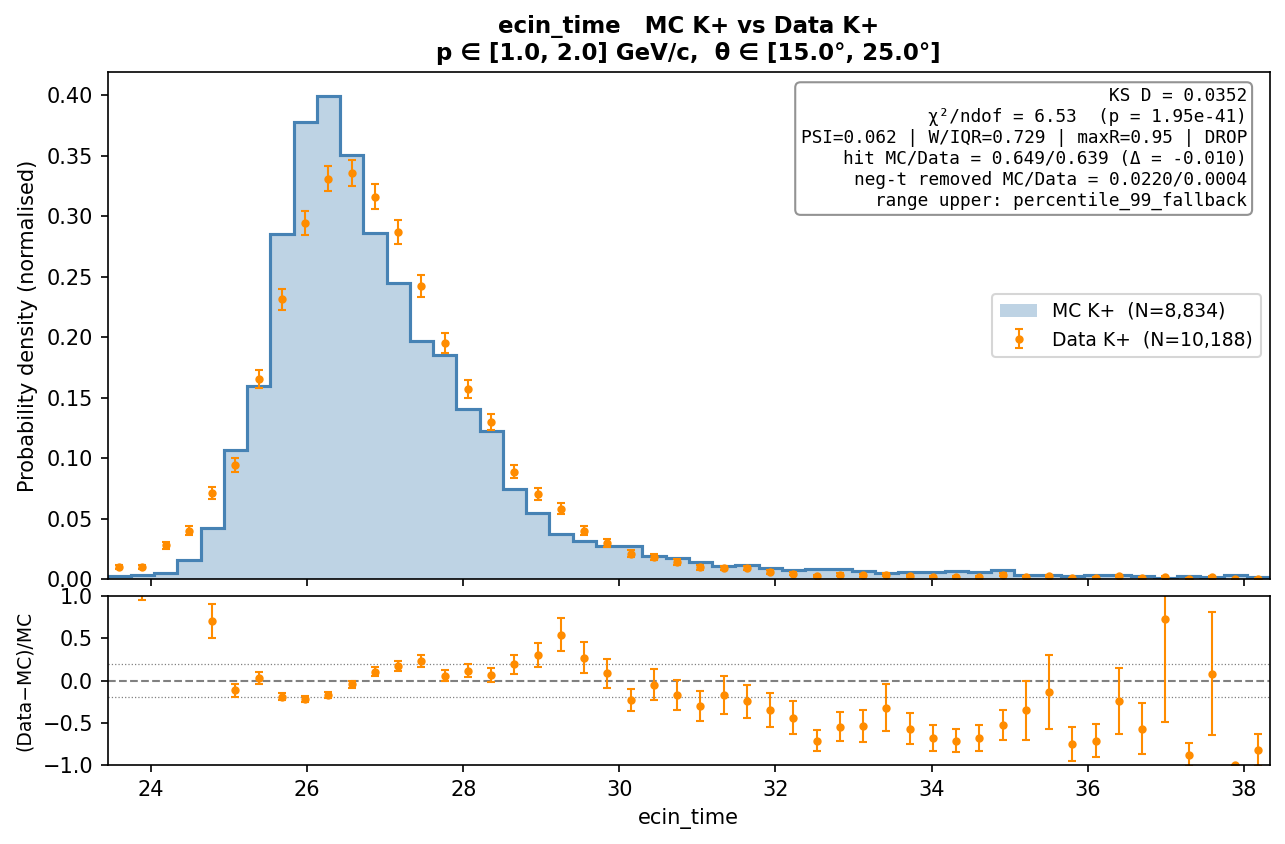 ecin_time   MC K+ vs Data K+
p ∈ [1.0, 2.0] GeV/c,  θ ∈ [15.0°, 25.0°]
KS D = 0.0352
χ²/ndof = 6.53  (p = 1.95e-41)
PSI=0.062 | W/IQR=0.729 | maxR=0.95 | DROP
hit MC/Data = 0.649/0.639 (Δ = -0.010)
neg-t removed MC/Data = 0.0220/0.0004
range upper: percentile_99_fallback
MC K+  (N=8,834)
Data K+  (N=10,188)
Probability density (normalised)
0.40
0.35
0.30
0.25
0.20
0.15
0.10
0.05
0.00
(Data−MC)/MC
1.0
0.5
0.0
−0.5
−1.0
24 26 28 30 32 34 36 38
ecin_time